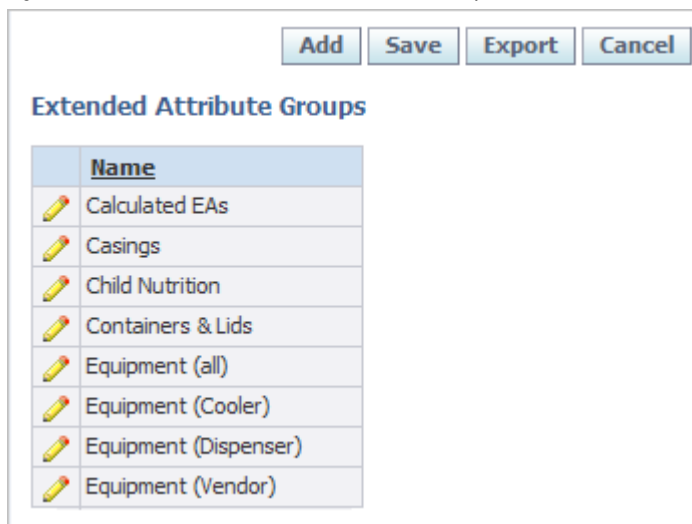 Add Save Export Cancel
Extended Attribute Groups
Name
Calculated EAs
Casings
Child Nutrition
Containers & Lids
Equipment (all)
Equipment (Cooler)
Equipment (Dispenser)
Equipment (Vendor)